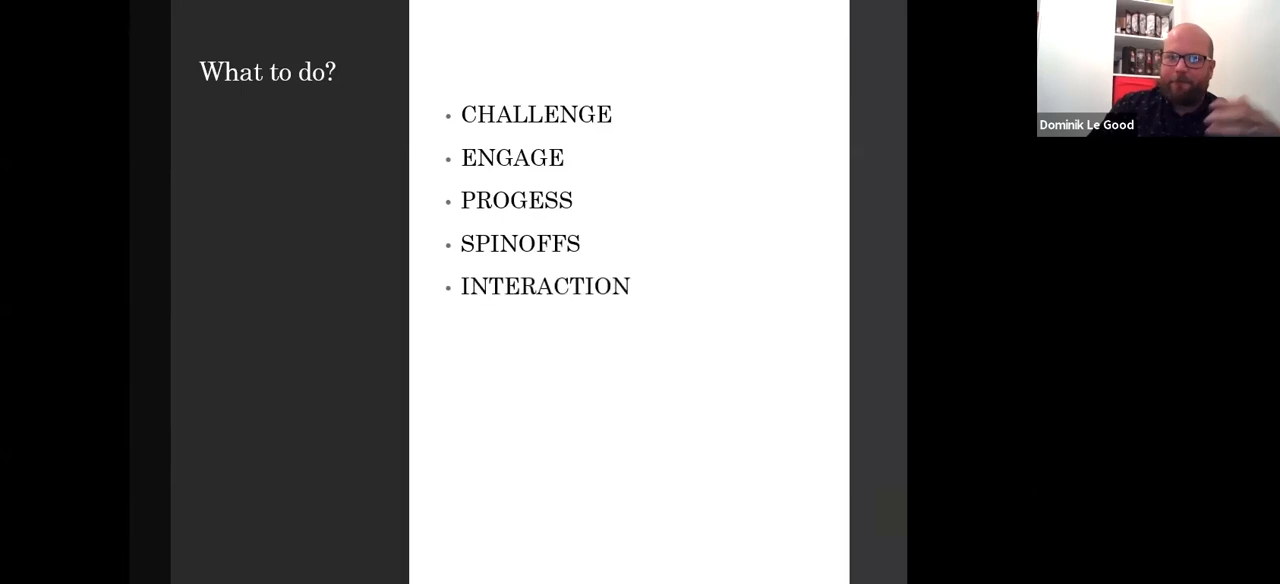 What to do?
• CHALLENGE
• ENGAGE
• PROGESS
• SPINOFFS
• INTERACTION
Dominik Le Good